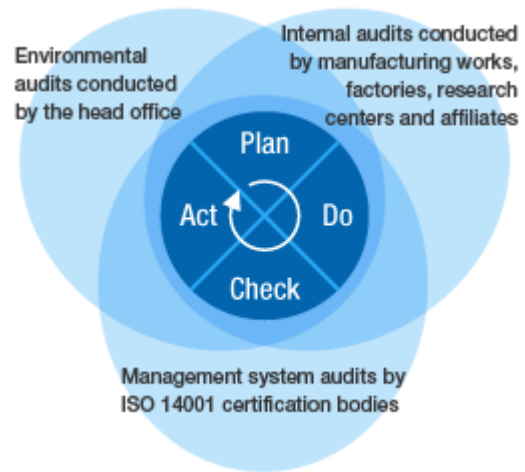 Environmental
audits conducted
by the head office
Internal audits conducted
by manufacturing works,
factories, research
centers and affiliates
Plan
Act
Do
Check
Management system audits by
ISO 14001 certification bodies